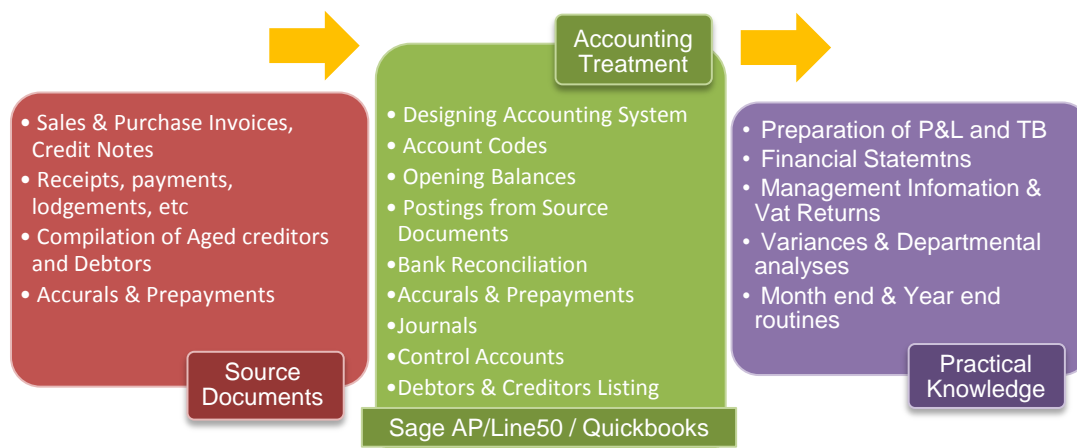 • Sales & Purchase Invoices,
Credit Notes
• Receipts, payments,
lodgements, etc
• Compilation of Aged creditors
and Debtors
• Accurals & Prepayments
Source
Documents
Accounting
Treatment
• Designing Accounting System
• Account Codes
• Opening Balances
• Postings from Source
Documents
•Bank Reconciliation
•Accurals & Prepayments
•Journals
•Control Accounts
•Debtors & Creditors Listing
Sage AP/Line50 / Quickbooks
• Preparation of P&L and TB
• Financial Statemtns
• Management Infomation &
Vat Returns
• Variances & Departmental
analyses
• Month end & Year end
routines
Practical
Knowledge